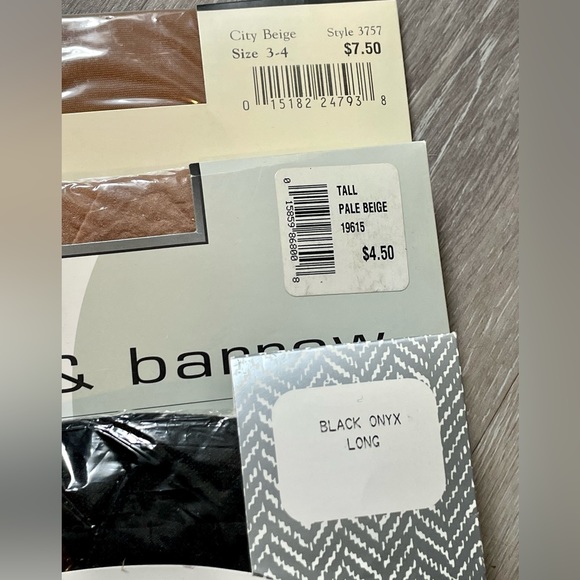 City Beige Style 3757
Size 3-4 $7.50
0 15182 24793 8
TALL
PALE BEIGE
19615
$4.50
0 15859 86800 8
& barrow
BLACK ONYX
LONG